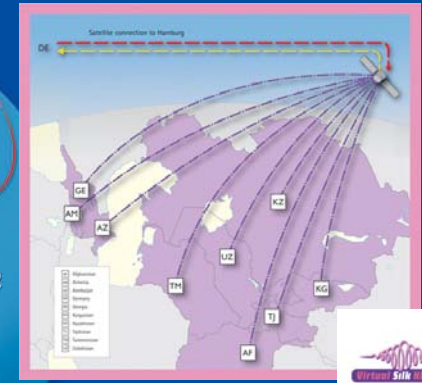 Satellite connection to Hamburg
DE
GE
AM
AZ
KZ
UZ
TM
KG
TJ
AF
Afghanistan
Armenia
Azerbaijan
Germany
Georgia
Kyrgyzstan
Kazakhstan
Tajikistan
Turkmenistan
Uzbekistan
Virtual Silk